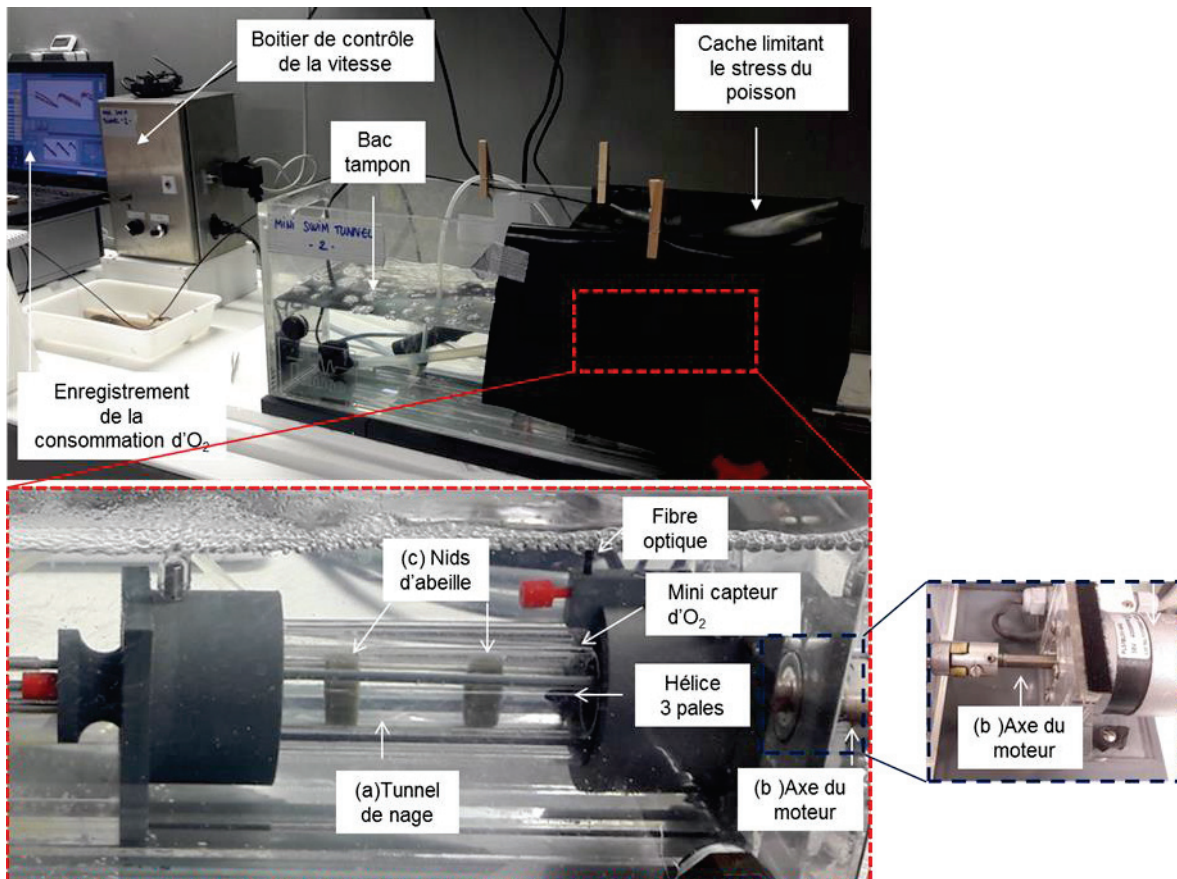 Boitier de contrôle
de la vitesse
Cache limitant
le stress du
poisson
Bac
tampon
MINI SWIM TUNNEL
-2-
Enregistrement
de la
consommation d'O₂
Fibre
optique
(c) Nids
d'abeille
Mini capteur
d'O₂
Hélice
3 pales
(a)Tunnel
de nage
(b )Axe du
moteur
(b )Axe du
moteur